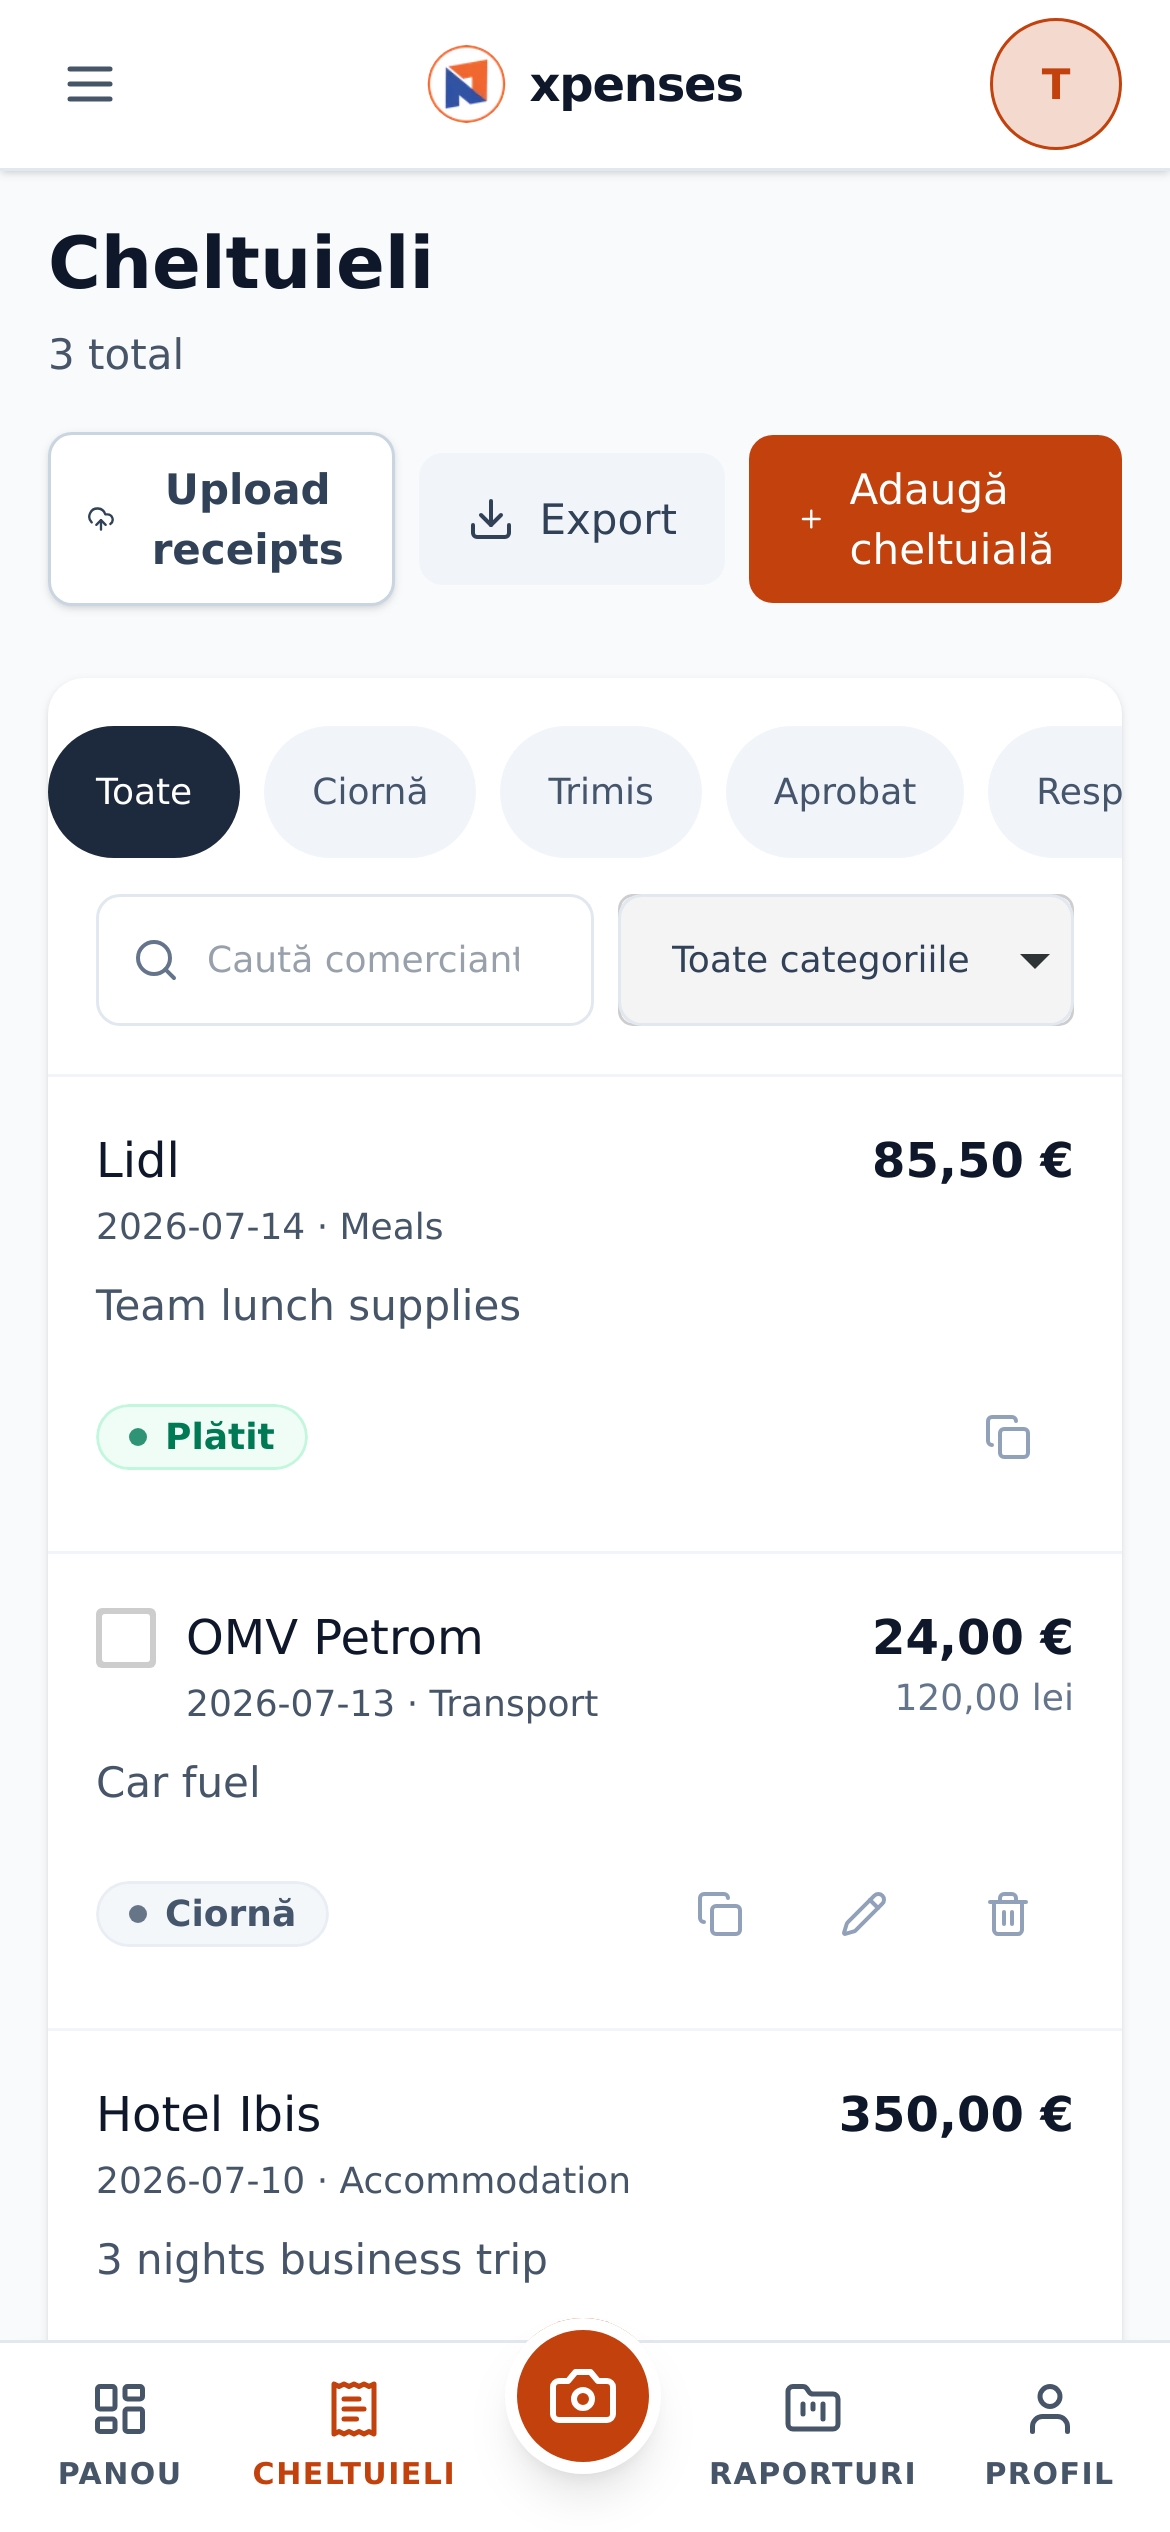 xpenses
T
Cheltuieli
3 total
Upload
receipts
Export
Adaugă
cheltuială
Toate
Ciornă
Trimis
Aprobat
Resp
Caută comerciant
Toate categoriile
Lidl
85,50 €
2026-07-14 · Meals
Team lunch supplies
Plătit
OMV Petrom
24,00 €
2026-07-13 · Transport
120,00 lei
Car fuel
Ciornă
Hotel Ibis
350,00 €
2026-07-10 · Accommodation
3 nights business trip
PANOU
CHELTUIELI
RAPORTURI
PROFIL